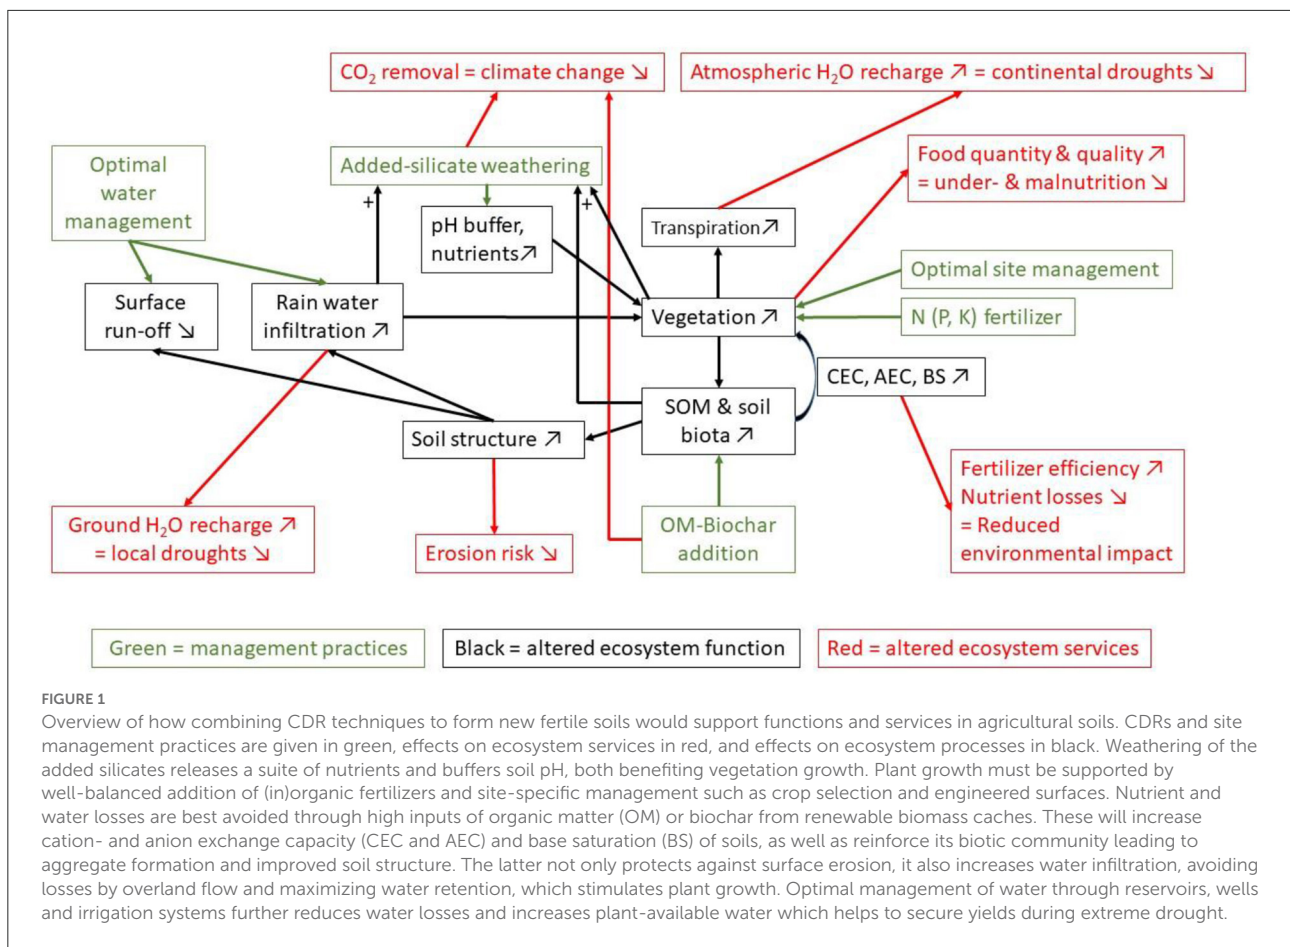 CO₂ removal = climate change ↘
Atmospheric H₂O recharge ↗ = continental droughts ↘
Optimal
water
management
Added-silicate weathering
Food quantity & quality ↗
= under- & malnutrition ↘
+
+
pH buffer,
nutrients ↗
Transpiration ↗
Optimal site management
Surface
run-off ↘
Rain water
infiltration ↗
Vegetation ↗
N (P, K) fertilizer
CEC, AEC, BS ↗
SOM & soil
biota ↗
Soil structure ↗
Fertilizer efficiency ↗
Nutrient losses ↘
= Reduced
environmental impact
Ground H₂O recharge ↗
= local droughts ↘
Erosion risk ↘
OM-Biochar
addition
Green = management practices
Black = altered ecosystem function
Red = altered ecosystem services
FIGURE 1
Overview of how combining CDR techniques to form new fertile soils would support functions and services in agricultural soils. CDRs and site
management practices are given in green, effects on ecosystem services in red, and effects on ecosystem processes in black. Weathering of the
added silicates releases a suite of nutrients and buffers soil pH, both benefiting vegetation growth. Plant growth must be supported by
well-balanced addition of (in)organic fertilizers and site-specific management such as crop selection and engineered surfaces. Nutrient and
water losses are best avoided through high inputs of organic matter (OM) or biochar from renewable biomass caches. These will increase
cation- and anion exchange capacity (CEC and AEC) and base saturation (BS) of soils, as well as reinforce its biotic community leading to
aggregate formation and improved soil structure. The latter not only protects against surface erosion, it also increases water infiltration, avoiding
losses by overland flow and maximizing water retention, which stimulates plant growth. Optimal management of water through reservoirs, wells
and irrigation systems further reduces water losses and increases plant-available water which helps to secure yields during extreme drought.